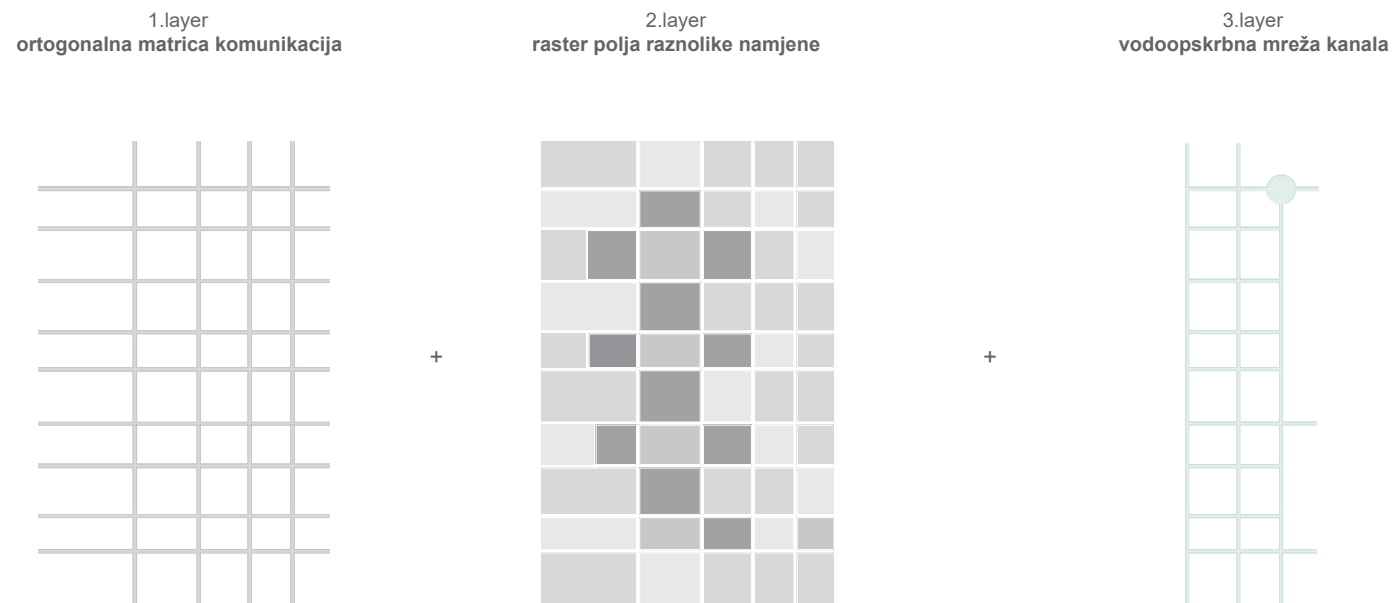 1.layer
ortogonalna matrica komunikacija
2.layer
raster polja raznolike namjene
3.layer
vodoopskrbna mreža kanala
+
+